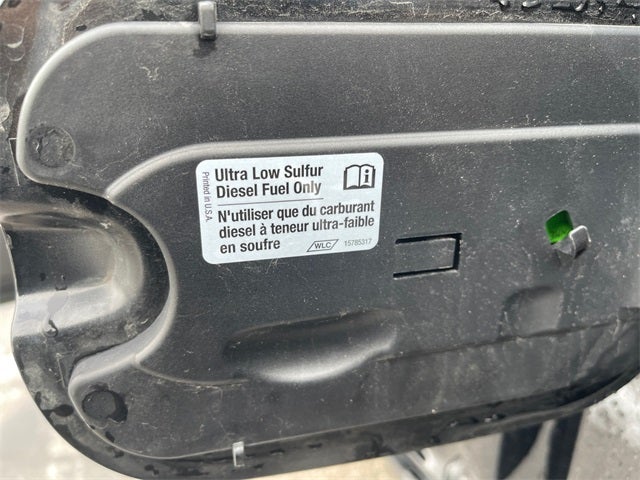 Ultra Low Sulfur
Diesel Fuel Only
Printed in U.S.A.
N'utiliser que du carburant
diesel à teneur ultra-faible
en soufre
WLC 15785317